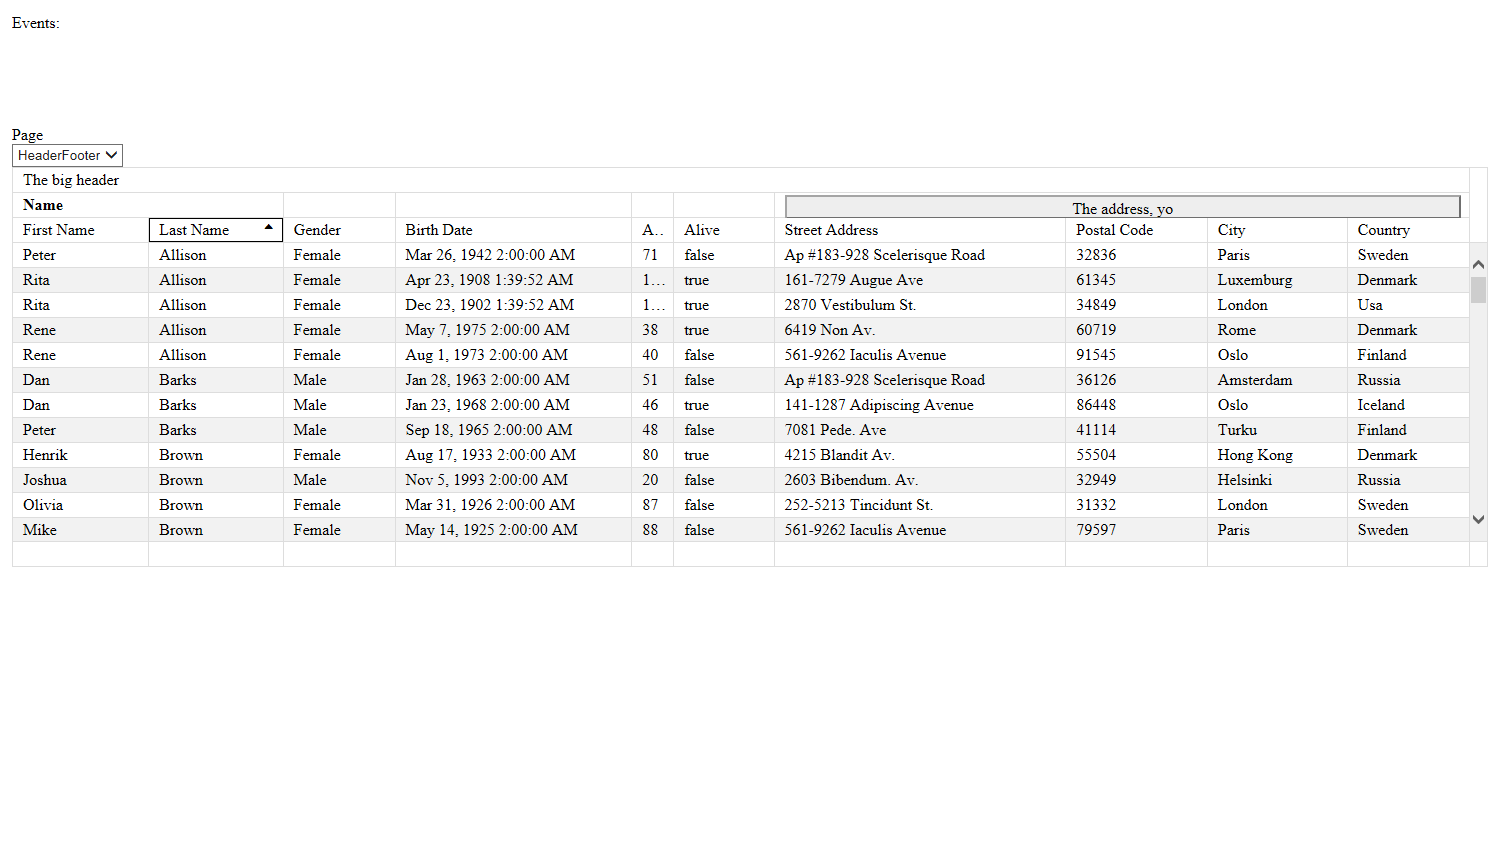 Events:
Page
HeaderFooter
The big header
Name The address, yo
First Name Last Name Gender Birth Date A… Alive Street Address Postal Code City Country
Peter Allison Female Mar 26, 1942 2:00:00 AM 71 false Ap #183-928 Scelerisque Road 32836 Paris Sweden
Rita Allison Female Apr 23, 1908 1:39:52 AM 1… true 161-7279 Augue Ave 61345 Luxemburg Denmark
Rita Allison Female Dec 23, 1902 1:39:52 AM 1… true 2870 Vestibulum St. 34849 London Usa
Rene Allison Female May 7, 1975 2:00:00 AM 38 true 6419 Non Av. 60719 Rome Denmark
Rene Allison Female Aug 1, 1973 2:00:00 AM 40 false 561-9262 Iaculis Avenue 91545 Oslo Finland
Dan Barks Male Jan 28, 1963 2:00:00 AM 51 false Ap #183-928 Scelerisque Road 36126 Amsterdam Russia
Dan Barks Male Jan 23, 1968 2:00:00 AM 46 true 141-1287 Adipiscing Avenue 86448 Oslo Iceland
Peter Barks Male Sep 18, 1965 2:00:00 AM 48 false 7081 Pede. Ave 41114 Turku Finland
Henrik Brown Female Aug 17, 1933 2:00:00 AM 80 true 4215 Blandit Av. 55504 Hong Kong Denmark
Joshua Brown Male Nov 5, 1993 2:00:00 AM 20 false 2603 Bibendum. Av. 32949 Helsinki Russia
Olivia Brown Female Mar 31, 1926 2:00:00 AM 87 false 252-5213 Tincidunt St. 31332 London Sweden
Mike Brown Female May 14, 1925 2:00:00 AM 88 false 561-9262 Iaculis Avenue 79597 Paris Sweden